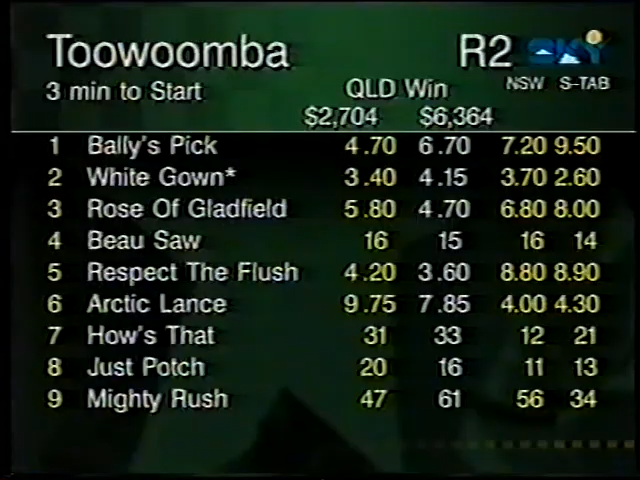 Toowoomba R2 SKY
3 min to Start QLD Win NSW S-TAB
$2,704 $6,364
1 Bally's Pick 4.70 6.70 7.20 9.50
2 White Gown* 3.40 4.15 3.70 2.60
3 Rose Of Gladfield 5.80 4.70 6.80 8.00
4 Beau Saw 16 15 16 14
5 Respect The Flush 4.20 3.60 8.80 8.90
6 Arctic Lance 9.75 7.85 4.00 4.30
7 How's That 31 33 12 21
8 Just Potch 20 16 11 13
9 Mighty Rush 47 61 56 34